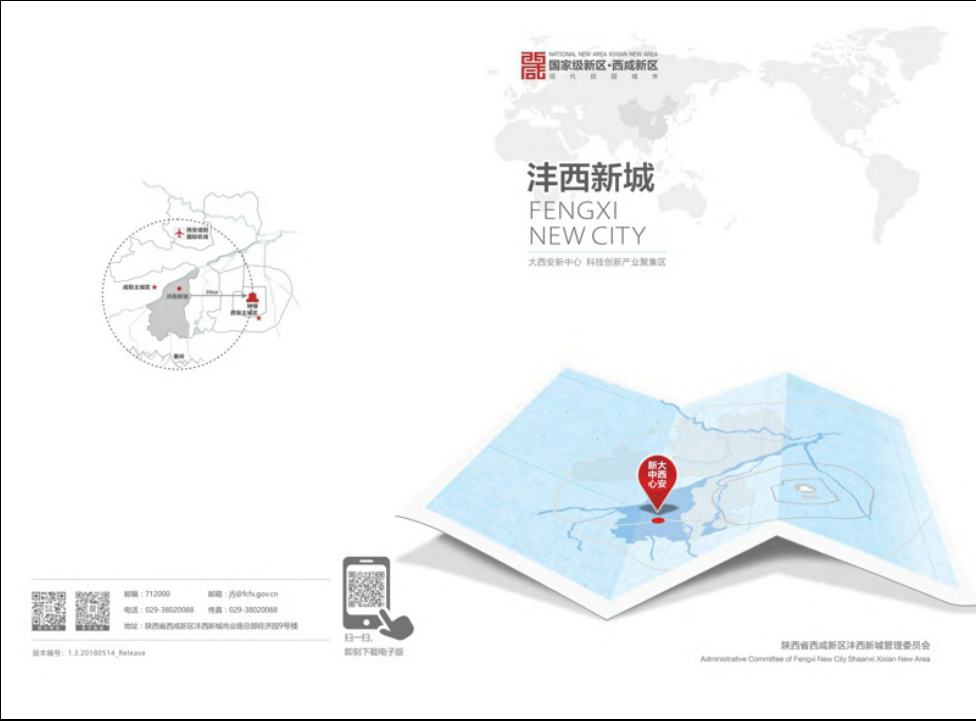 NATIONAL NEW AREA XIXIAN NEW AREA
国家级新区·西咸新区
现代田园城市
沣西新城
FENGXI
NEW CITY
大西安新中心 科技创新产业聚集区
西安咸阳
国际机场
咸阳主城区
沣西新城
钟楼
西安主城区
秦岭
大西安
新中心
邮编:712000 邮箱:jfj@fcfx.gov.cn
电话:029-38020088 传真:029-38020088
地址:陕西省西咸新区沣西新城尚业路总部经济园9号楼
版本编号:1.3.20180514_Release
扫一扫,
即刻下载电子版
陕西省西咸新区沣西新城管理委员会
Administrative Committee of Fengxi New City Shaanxi Xixian New Area